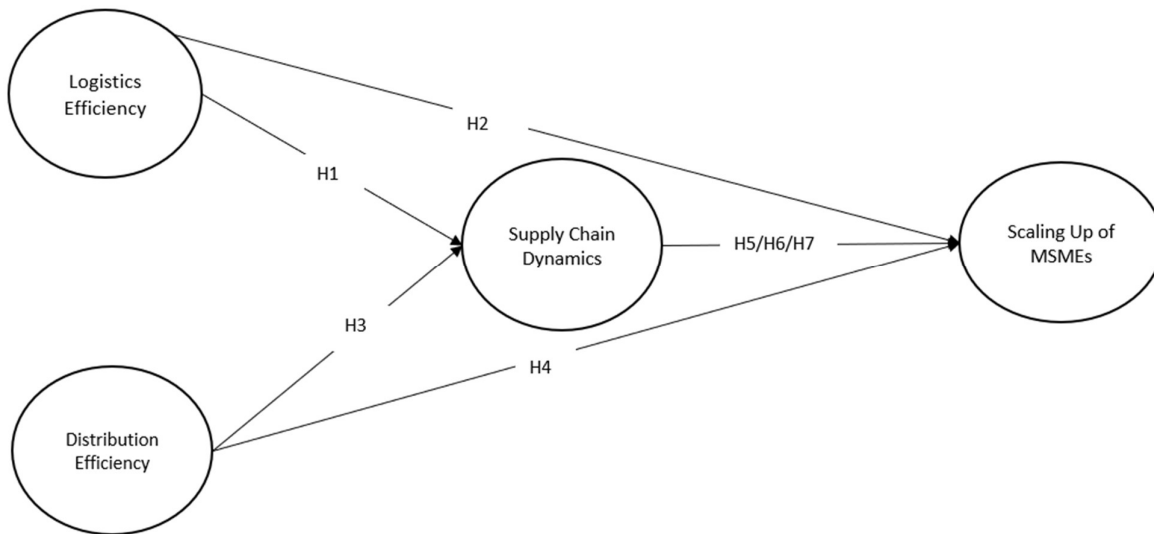 Logistics
Efficiency
H2
H1
Supply Chain
Dynamics
H5/H6/H7
Scaling Up of
MSMEs
H3
H4
Distribution
Efficiency